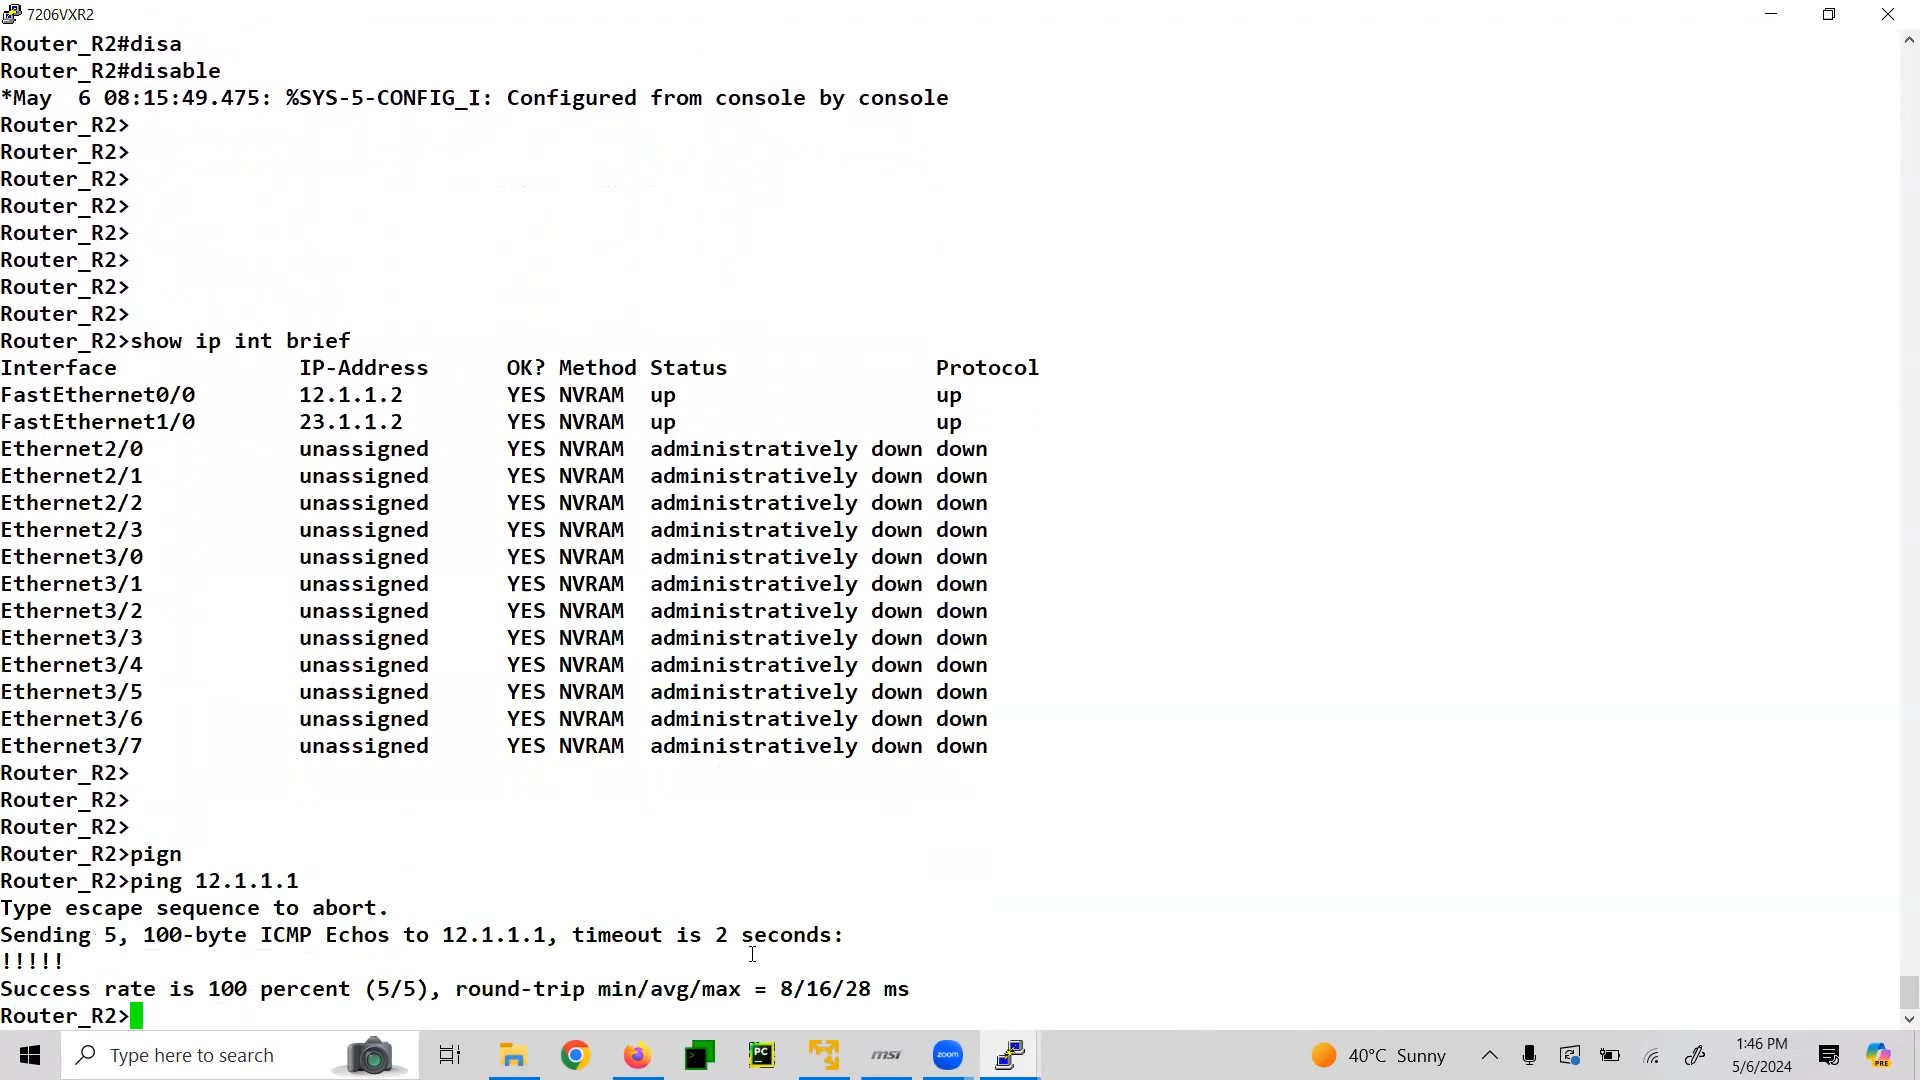 7206VXR2
Router_R2#disa
Router_R2#disable
*May  6 08:15:49.475: %SYS-5-CONFIG_I: Configured from console by console
Router_R2>
Router_R2>
Router_R2>
Router_R2>
Router_R2>
Router_R2>
Router_R2>
Router_R2>
Router_R2>show ip int brief
Interface              IP-Address      OK? Method Status                Protocol
FastEthernet0/0        12.1.1.2        YES NVRAM  up                    up
FastEthernet1/0        23.1.1.2        YES NVRAM  up                    up
Ethernet2/0            unassigned      YES NVRAM  administratively down down
Ethernet2/1            unassigned      YES NVRAM  administratively down down
Ethernet2/2            unassigned      YES NVRAM  administratively down down
Ethernet2/3            unassigned      YES NVRAM  administratively down down
Ethernet3/0            unassigned      YES NVRAM  administratively down down
Ethernet3/1            unassigned      YES NVRAM  administratively down down
Ethernet3/2            unassigned      YES NVRAM  administratively down down
Ethernet3/3            unassigned      YES NVRAM  administratively down down
Ethernet3/4            unassigned      YES NVRAM  administratively down down
Ethernet3/5            unassigned      YES NVRAM  administratively down down
Ethernet3/6            unassigned      YES NVRAM  administratively down down
Ethernet3/7            unassigned      YES NVRAM  administratively down down
Router_R2>
Router_R2>
Router_R2>
Router_R2>pign
Router_R2>ping 12.1.1.1
Type escape sequence to abort.
Sending 5, 100-byte ICMP Echos to 12.1.1.1, timeout is 2 seconds:
!!!!!
Success rate is 100 percent (5/5), round-trip min/avg/max = 8/16/28 ms
Router_R2>
Type here to search
PC
msi
zoom
40°C Sunny
1:46 PM
5/6/2024
PRE